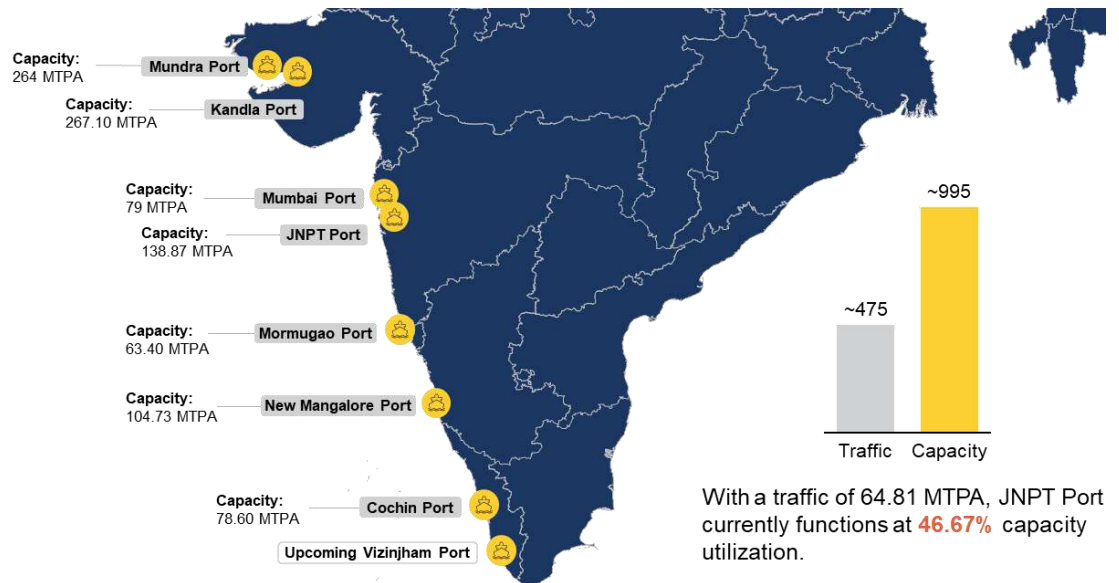 Capacity:
264 MTPA
Mundra Port
Capacity:
267.10 MTPA
Kandla Port
Capacity:
79 MTPA
Mumbai Port
Capacity:
138.87 MTPA
JNPT Port
Capacity:
63.40 MTPA
Mormugao Port
Capacity:
104.73 MTPA
New Mangalore Port
Capacity:
78.60 MTPA
Cochin Port
Upcoming Vizinjham Port
~995
~475
Traffic
Capacity
With a traffic of 64.81 MTPA, JNPT Port
currently functions at 46.67% capacity
utilization.